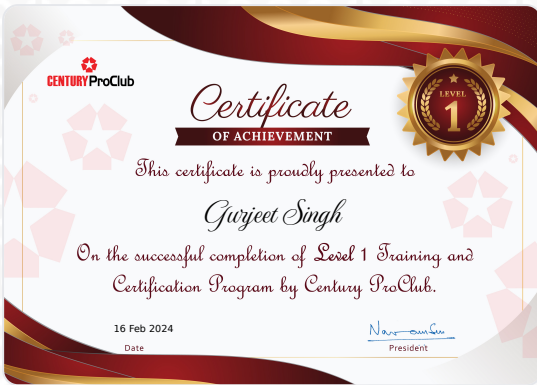 CENTURY ProClub
Certificate
OF ACHIEVEMENT
LEVEL
1
This certificate is proudly presented to
Gurjeet Singh
On the successful completion of Level 1 Training and
Certification Program by Century ProClub.
16 Feb 2024
Date
President